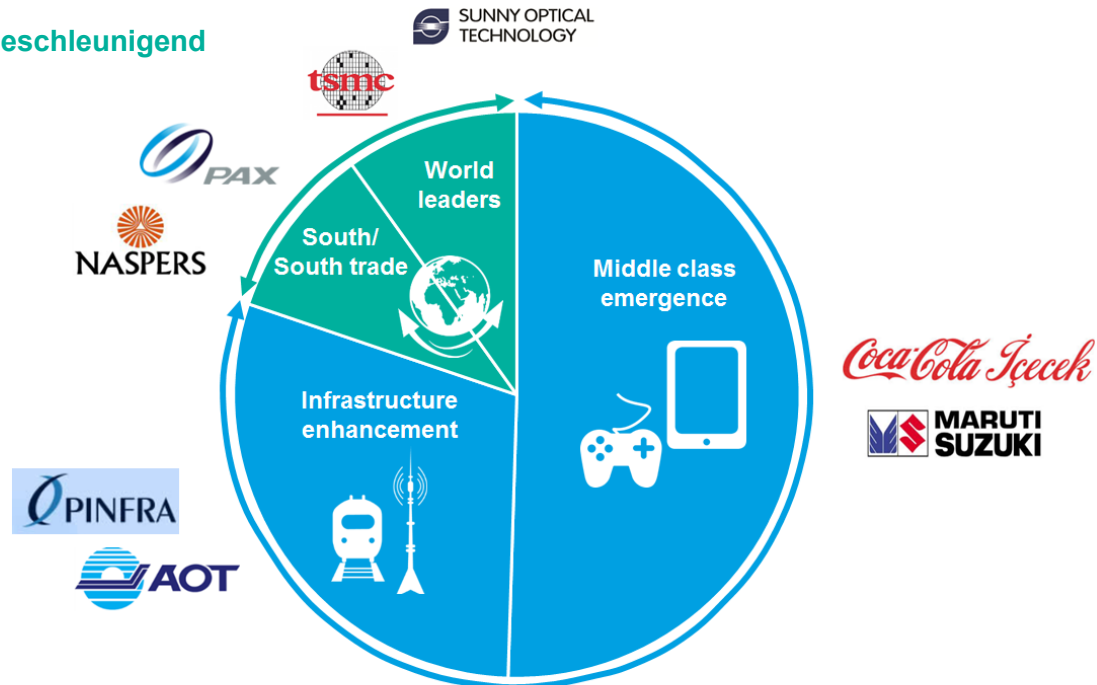 SUNNY OPTICAL
TECHNOLOGY
eschleunigend
tsmc
PAX
World
leaders
NASPERS
South/
South trade
Middle class
emergence
Coca-Cola İçecek
Infrastructure
enhancement
MARUTI
SUZUKI
PINFRA
AOT